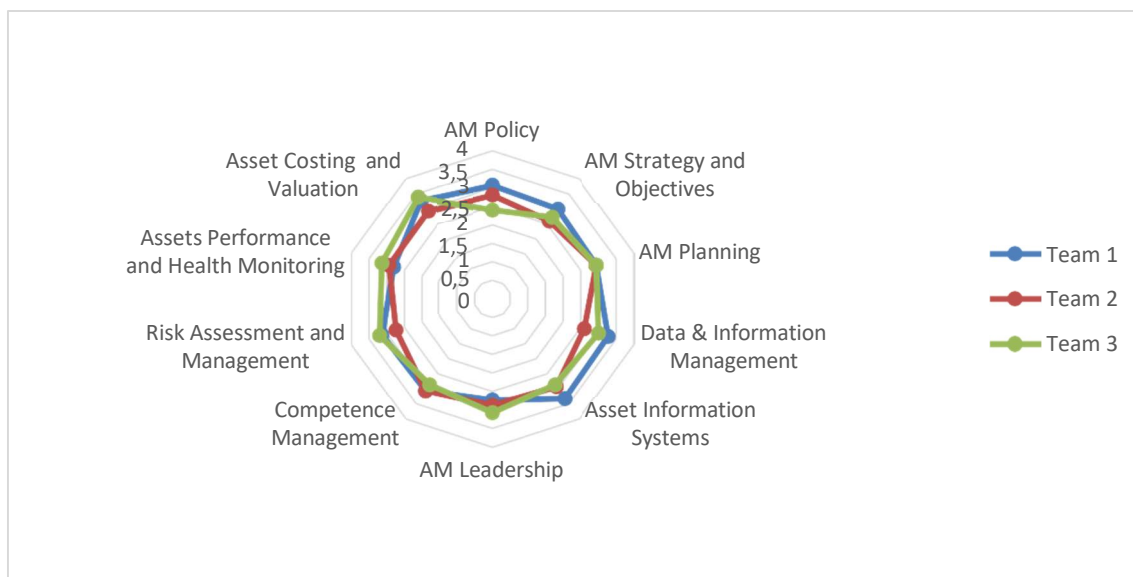 AM Policy
AM Strategy and
Objectives
AM Planning
Data & Information
Management
Asset Information
Systems
AM Leadership
Competence
Management
Risk Assessment and
Management
Assets Performance
and Health Monitoring
Asset Costing and
Valuation
4
3,5
3
2,5
2
1,5
1
0,5
0
Team 1
Team 2
Team 3